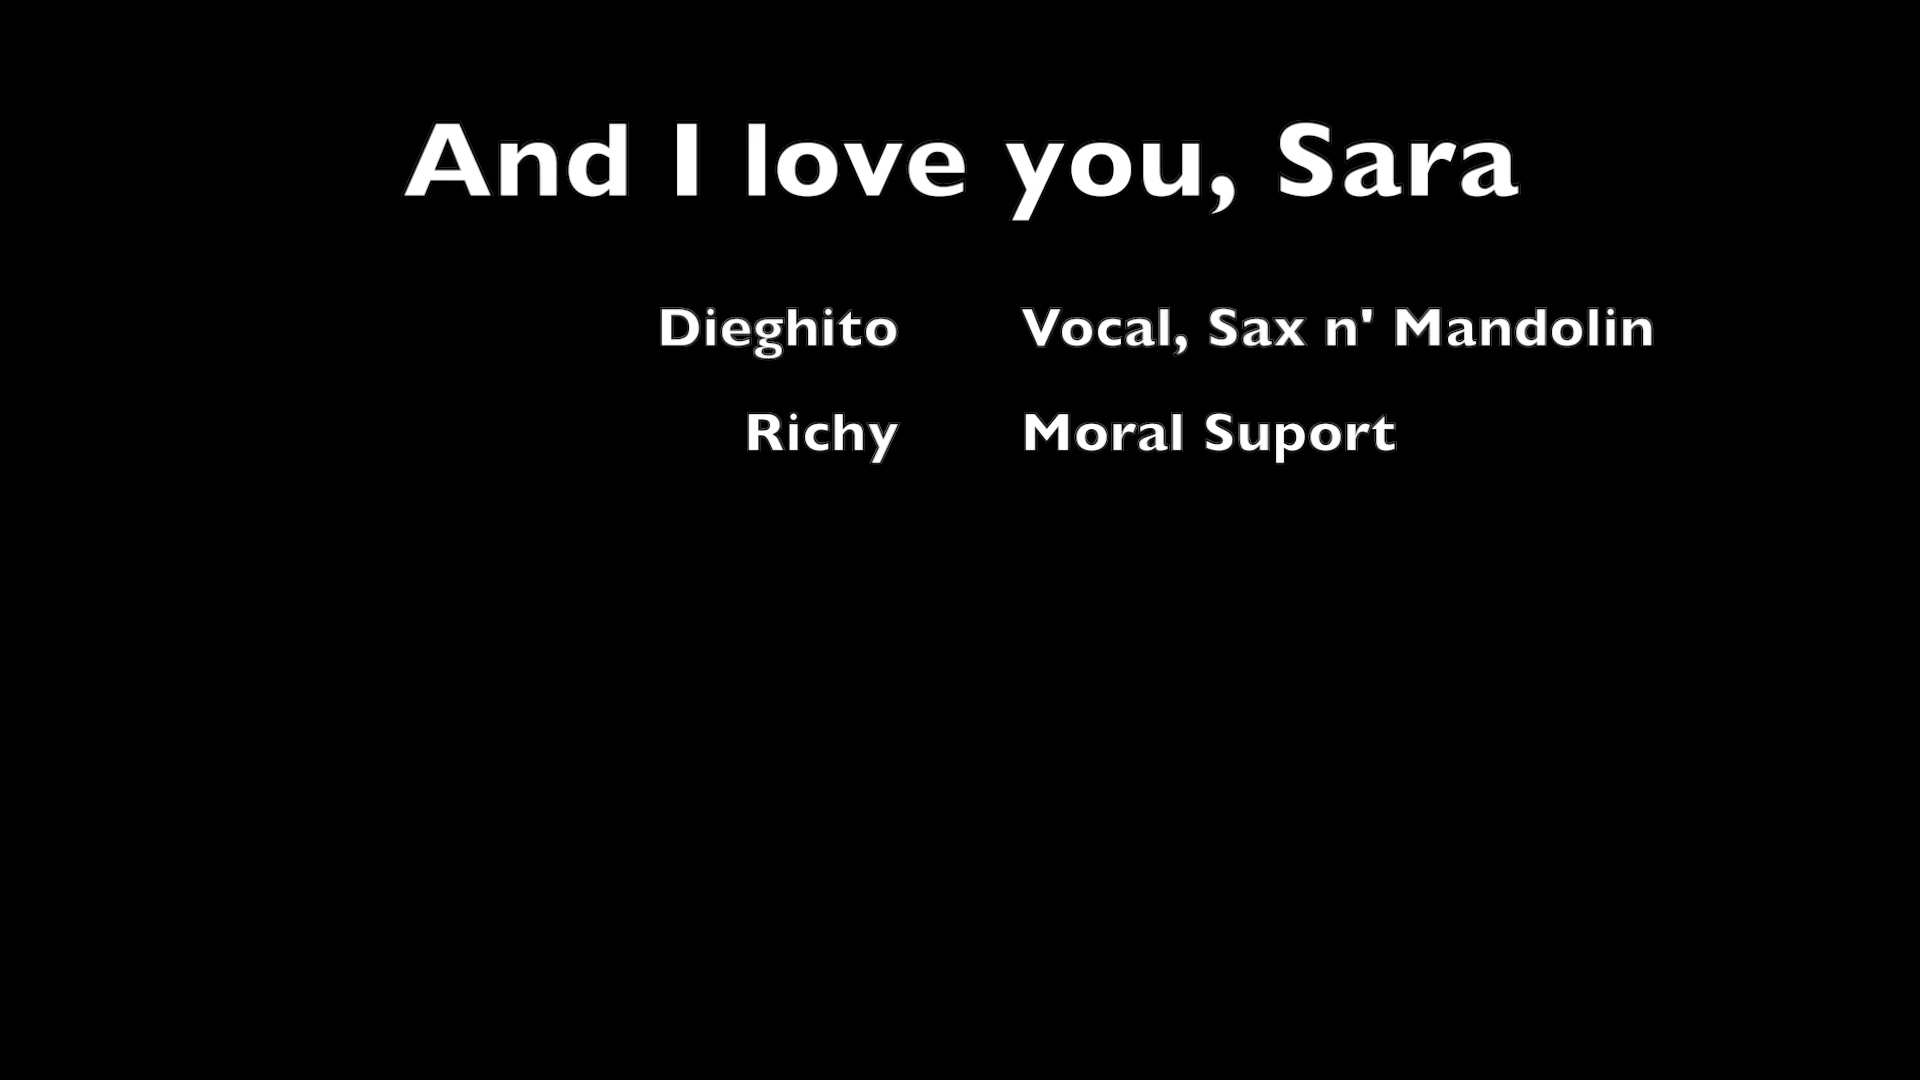 And I love you, Sara
Dieghito Vocal, Sax n' Mandolin
Richy Moral Suport